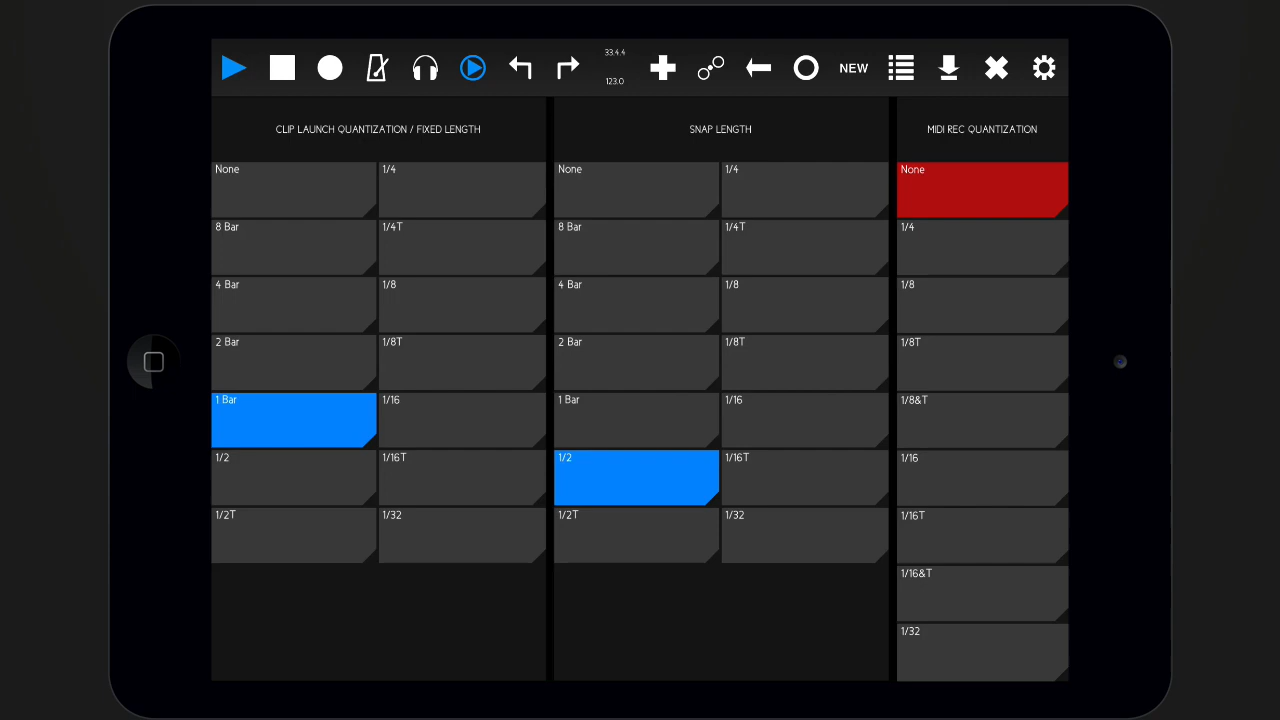 33.4.4
123.0
NEW
CLIP LAUNCH QUANTIZATION / FIXED LENGTH
None
1/4
8 Bar
1/4T
4 Bar
1/8
2 Bar
1/8T
1 Bar
1/16
1/2
1/16T
1/2T
1/32
SNAP LENGTH
None
1/4
8 Bar
1/4T
4 Bar
1/8
2 Bar
1/8T
1 Bar
1/16
1/2
1/16T
1/2T
1/32
MIDI REC QUANTIZATION
None
1/4
1/8
1/8T
1/8&T
1/16
1/16T
1/16&T
1/32